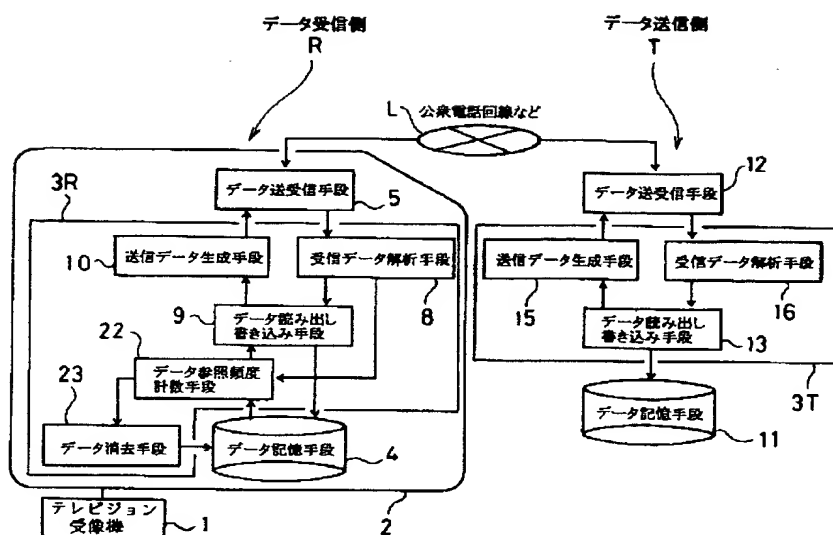 データ受信側
R
データ送信側
T
L 公衆電話回線など
3R
データ送受信手段
5
データ送受信手段
12
送信データ生成手段
10
受信データ解析手段
8
送信データ生成手段
15
受信データ解析手段
16
9
データ読み出し
書き込み手段
データ読み出し
書き込み手段
13
22
データ参照頻度
計数手段
3T
23
データ消去手段
データ記憶手段
4
データ記憶手段
11
テレビジョン
受像機
1
2